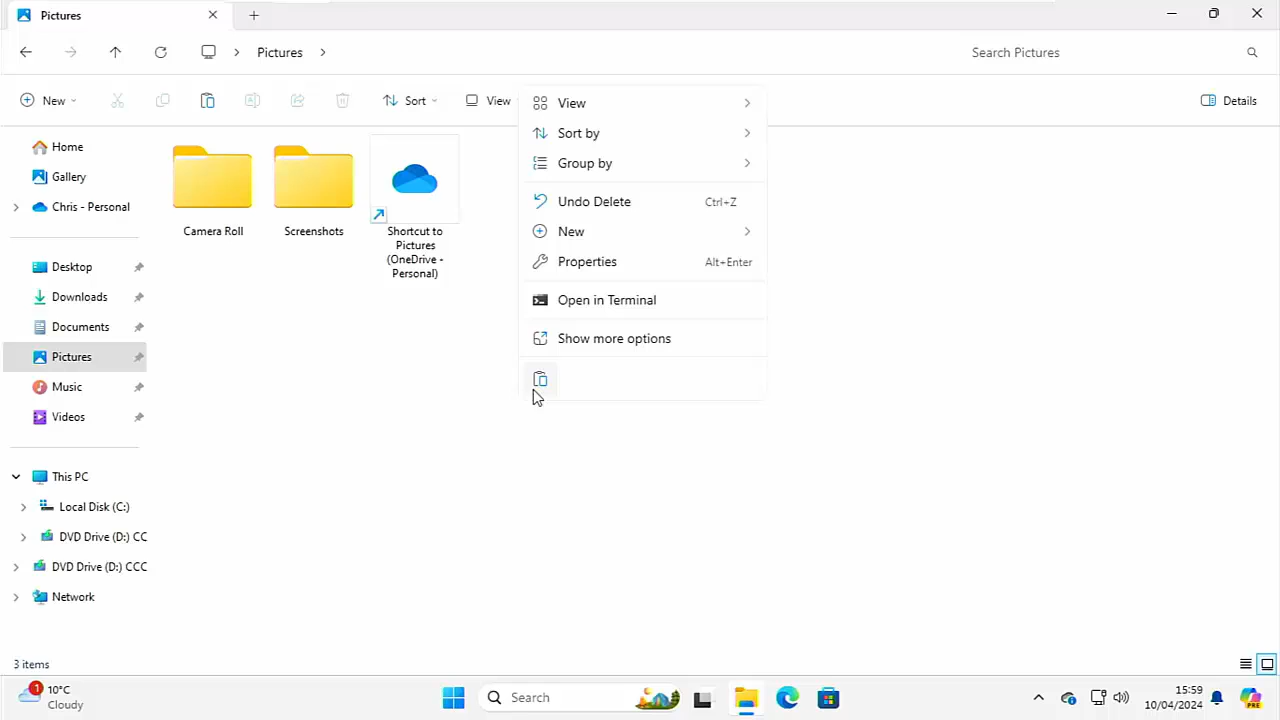 Pictures
Pictures
Search Pictures
New
Sort
View
Details
Home
Gallery
Chris - Personal
Desktop
Downloads
Documents
Pictures
Music
Videos
This PC
Local Disk (C:)
DVD Drive (D:) CC
DVD Drive (D:) CCC
Network
Camera Roll
Screenshots
Shortcut to
Pictures
(OneDrive -
Personal)
View
Sort by
Group by
Undo Delete Ctrl+Z
New
Properties Alt+Enter
Open in Terminal
Show more options
3 items
1
10°C
Cloudy
Search
15:59
10/04/2024
PRE